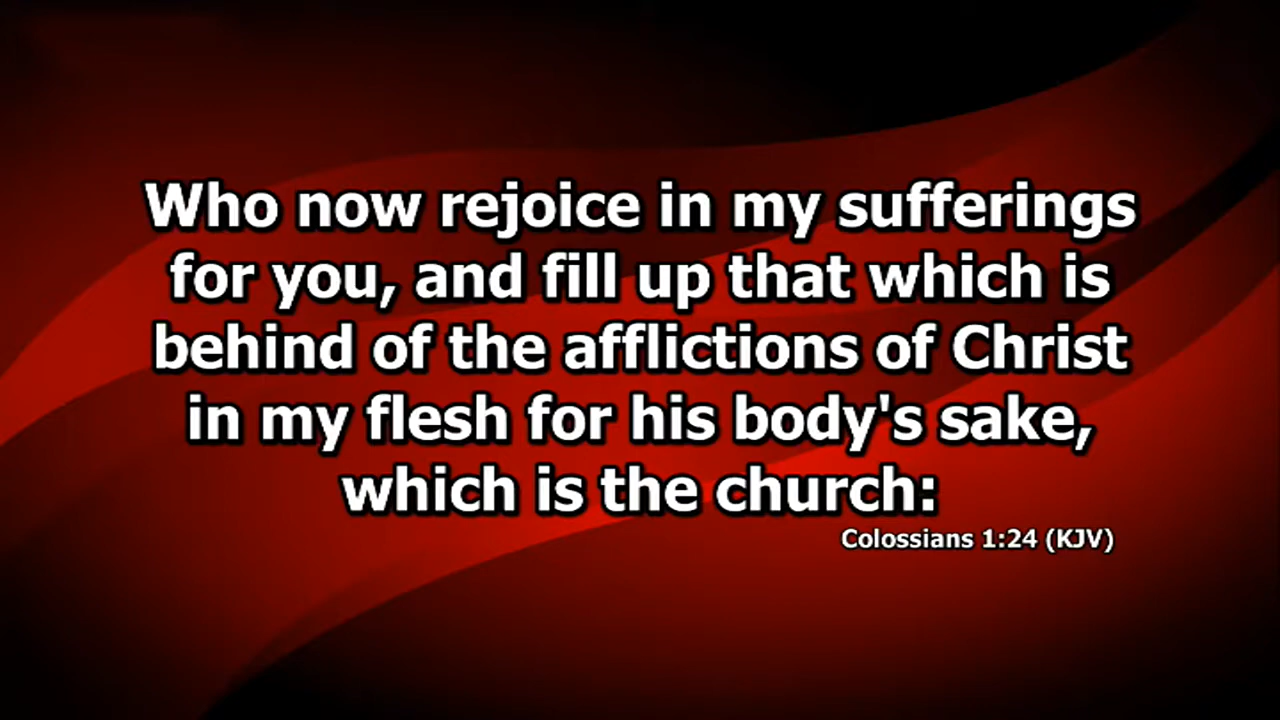 Who now rejoice in my sufferings
for you, and fill up that which is
behind of the afflictions of Christ
in my flesh for his body's sake,
which is the church:
Colossians 1:24 (KJV)